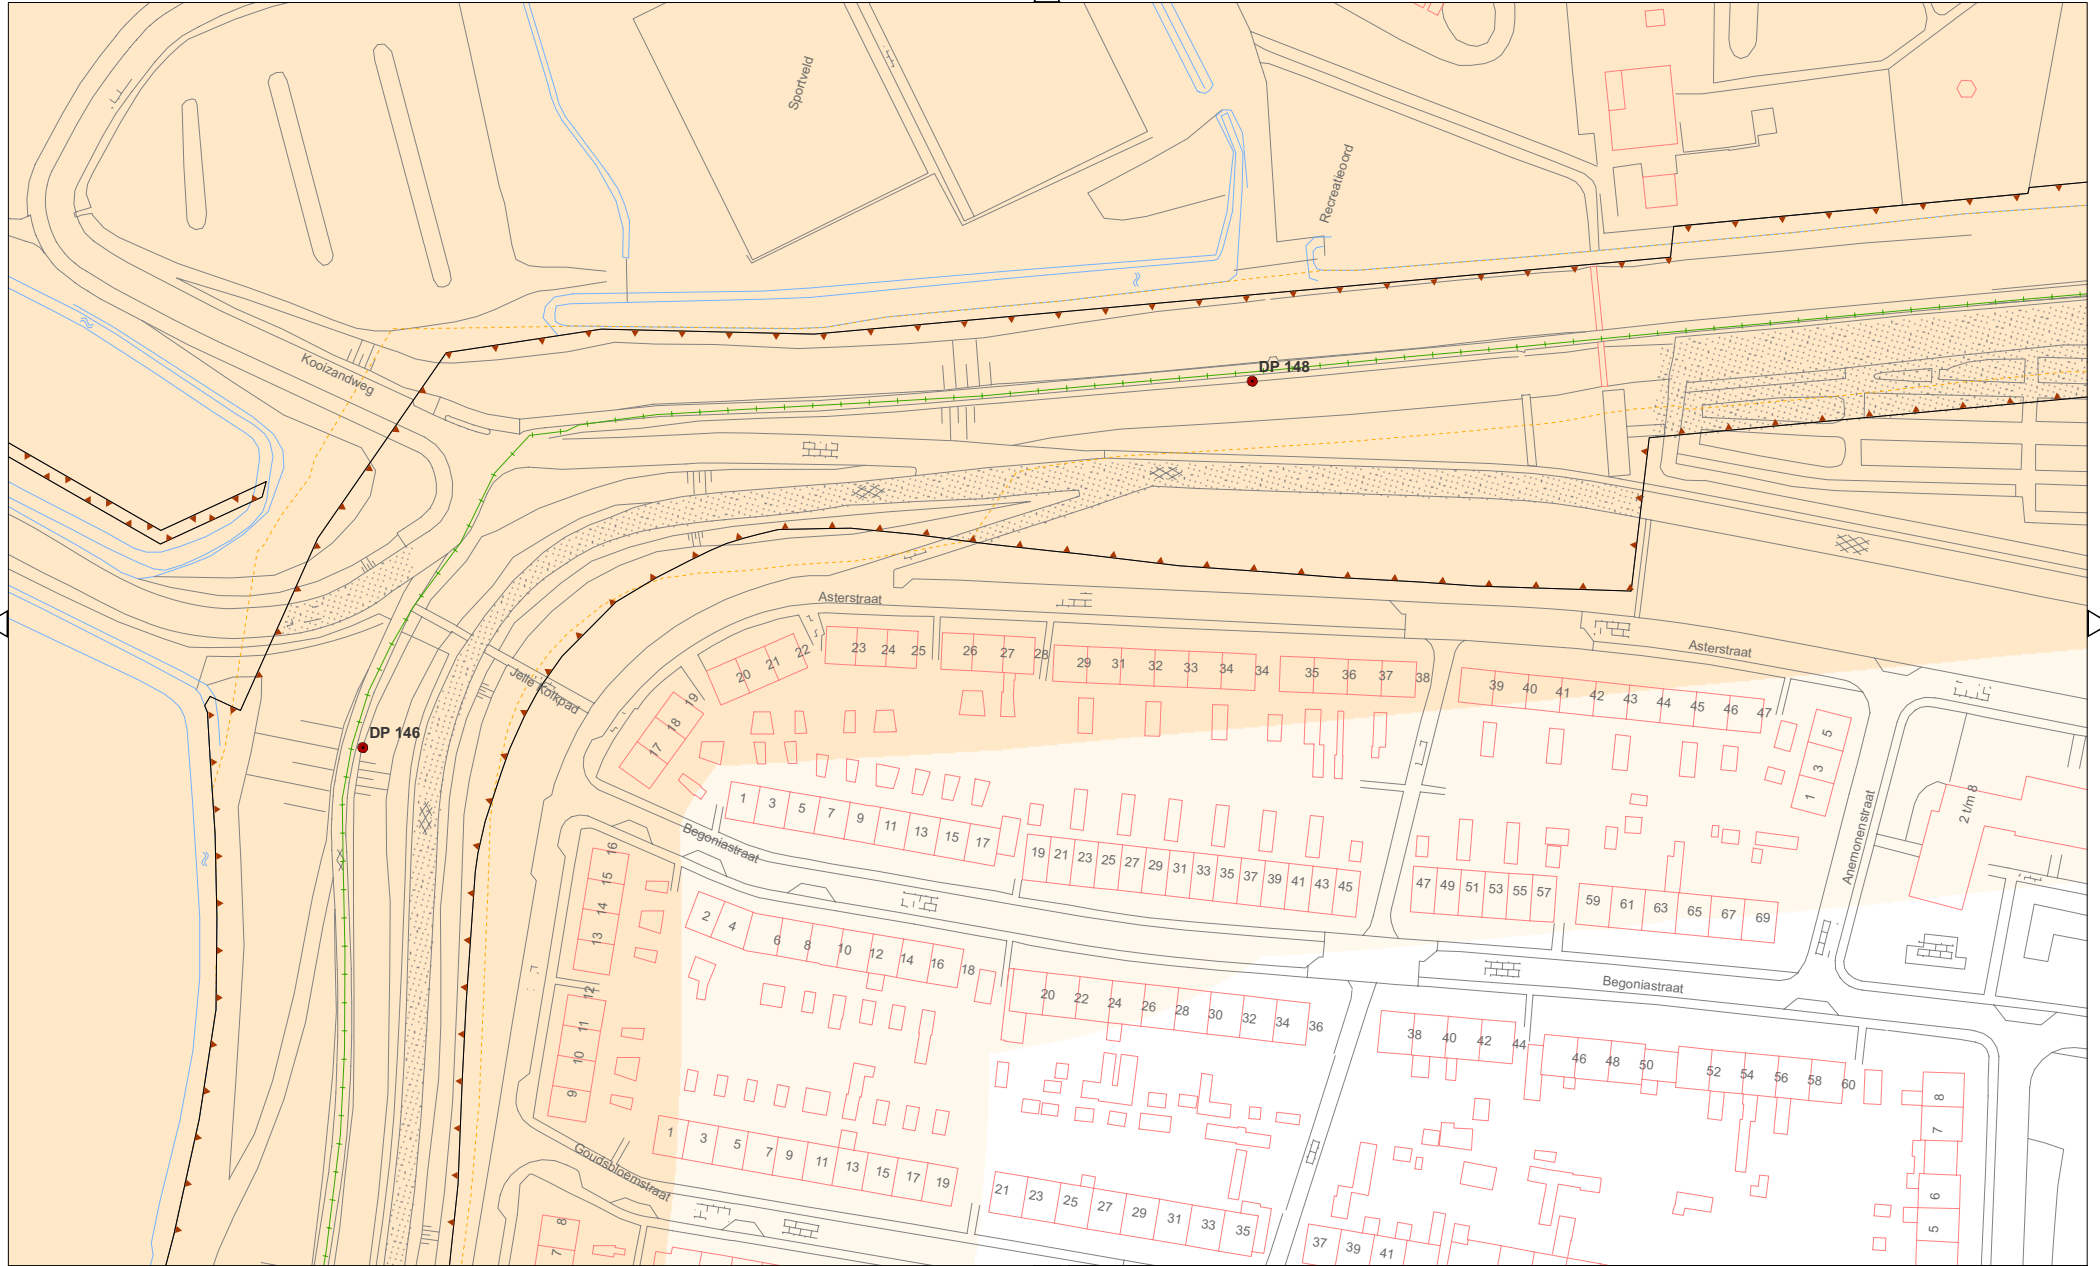 Sportveld
Recreatieoord
Kooizandweg
DP 148
Asterstraat
Asterstraat
Jelle Kolkpad
DP 146
17 18 19
20 21 22
23 24 25
26 27 28
29 31 32 33 34 34
35 36 37 38
39 40 41 42 43 44 45 46 47
5 3 1
Anemonenstraat
2 t/m 8
Begoniastraat
1 3 5 7 9 11 13 15 17
19 21 23 25 27 29 31 33 35 37 39 41 43 45
47 49 51 53 55 57
59 61 63 65 67 69
16 15 14 13
12 11 10 9
2 4 6 8 10 12 14 16 18
20 22 24 26 28 30 32 34 36
Begoniastraat
38 40 42 44
46 48 50
52 54 56 58 60
8 7 6 5
Goudsbloemstraat
1 3 5 7 9 11 13 15 17 19
21 23 25 27 29 31 33 35
37 39 41
8 7